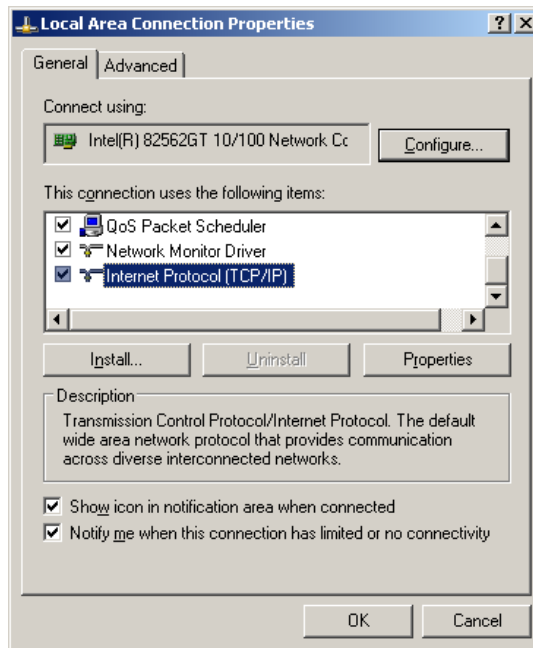 Local Area Connection Properties
General
Advanced
Connect using:
Intel(R) 82562GT 10/100 Network Cc
Configure...
This connection uses the following items:
QoS Packet Scheduler
Network Monitor Driver
Internet Protocol (TCP/IP)
Install...
Uninstall
Properties
Description
Transmission Control Protocol/Internet Protocol. The default
wide area network protocol that provides communication
across diverse interconnected networks.
Show icon in notification area when connected
Notify me when this connection has limited or no connectivity
OK
Cancel